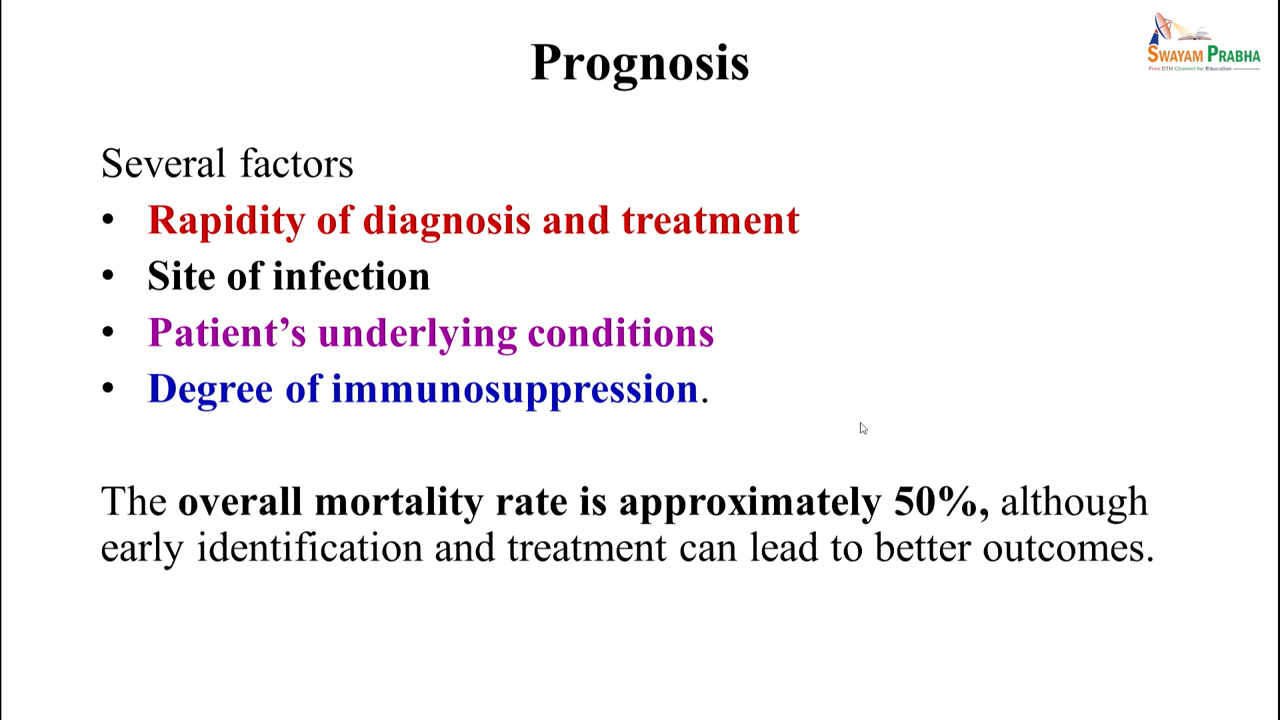 SWAYAM PRABHA
Free DTH Channel for Education
Prognosis
Several factors
• Rapidity of diagnosis and treatment
• Site of infection
• Patient’s underlying conditions
• Degree of immunosuppression.
The overall mortality rate is approximately 50%, although
early identification and treatment can lead to better outcomes.